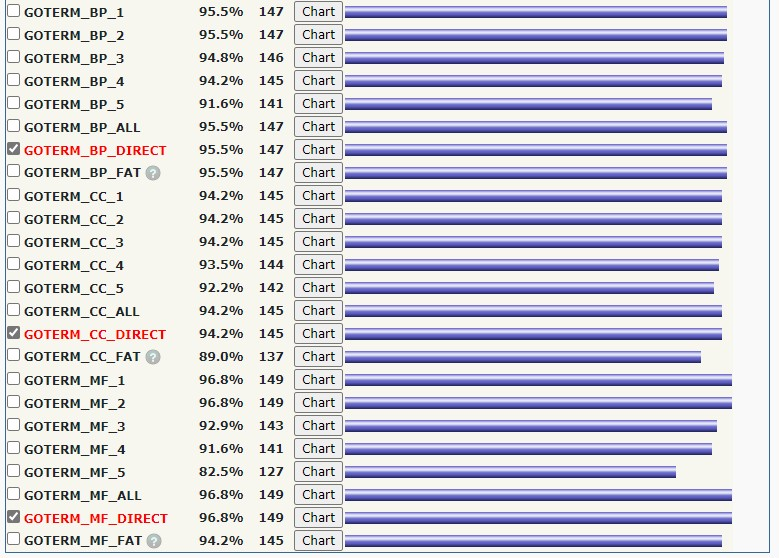 GOTERM_BP_1 95.5% 147 Chart
GOTERM_BP_2 95.5% 147 Chart
GOTERM_BP_3 94.8% 146 Chart
GOTERM_BP_4 94.2% 145 Chart
GOTERM_BP_5 91.6% 141 Chart
GOTERM_BP_ALL 95.5% 147 Chart
GOTERM_BP_DIRECT 95.5% 147 Chart
GOTERM_BP_FAT ? 95.5% 147 Chart
GOTERM_CC_1 94.2% 145 Chart
GOTERM_CC_2 94.2% 145 Chart
GOTERM_CC_3 94.2% 145 Chart
GOTERM_CC_4 93.5% 144 Chart
GOTERM_CC_5 92.2% 142 Chart
GOTERM_CC_ALL 94.2% 145 Chart
GOTERM_CC_DIRECT 94.2% 145 Chart
GOTERM_CC_FAT ? 89.0% 137 Chart
GOTERM_MF_1 96.8% 149 Chart
GOTERM_MF_2 96.8% 149 Chart
GOTERM_MF_3 92.9% 143 Chart
GOTERM_MF_4 91.6% 141 Chart
GOTERM_MF_5 82.5% 127 Chart
GOTERM_MF_ALL 96.8% 149 Chart
GOTERM_MF_DIRECT 96.8% 149 Chart
GOTERM_MF_FAT ? 94.2% 145 Chart